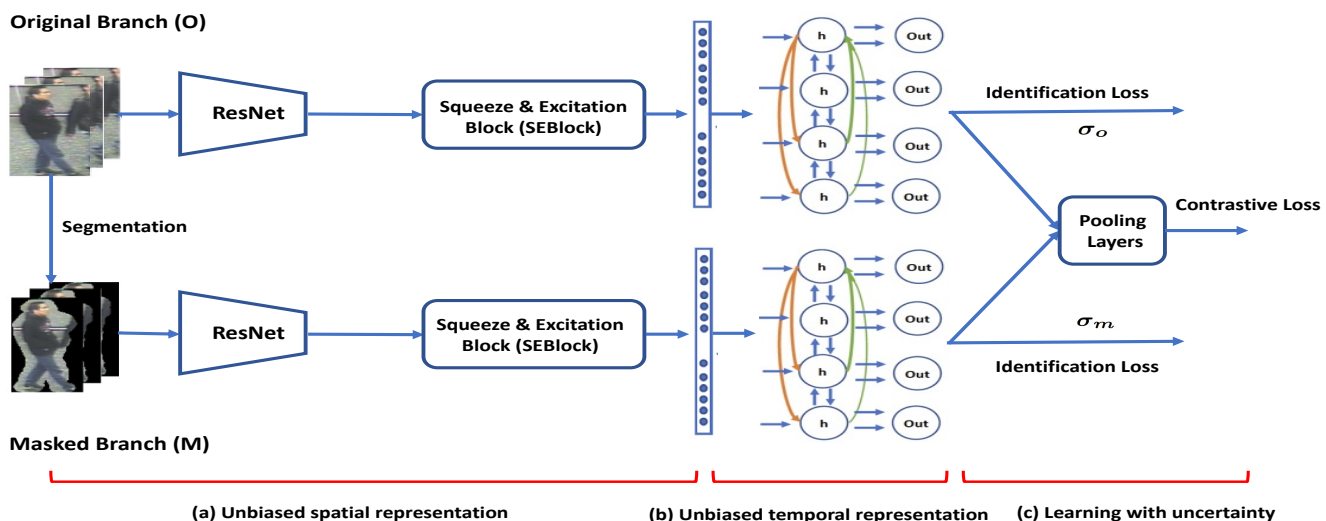 Original Branch (O)
ResNet
Squeeze & Excitation
Block (SEBlock)
h
h
h
h
Out
Out
Out
Out
Identification Loss
σₒ
Segmentation
Pooling
Layers
Contrastive Loss
ResNet
Squeeze & Excitation
Block (SEBlock)
h
h
h
h
Out
Out
Out
Out
σₘ
Identification Loss
Masked Branch (M)
(a) Unbiased spatial representation
(b) Unbiased temporal representation
(c) Learning with uncertainty